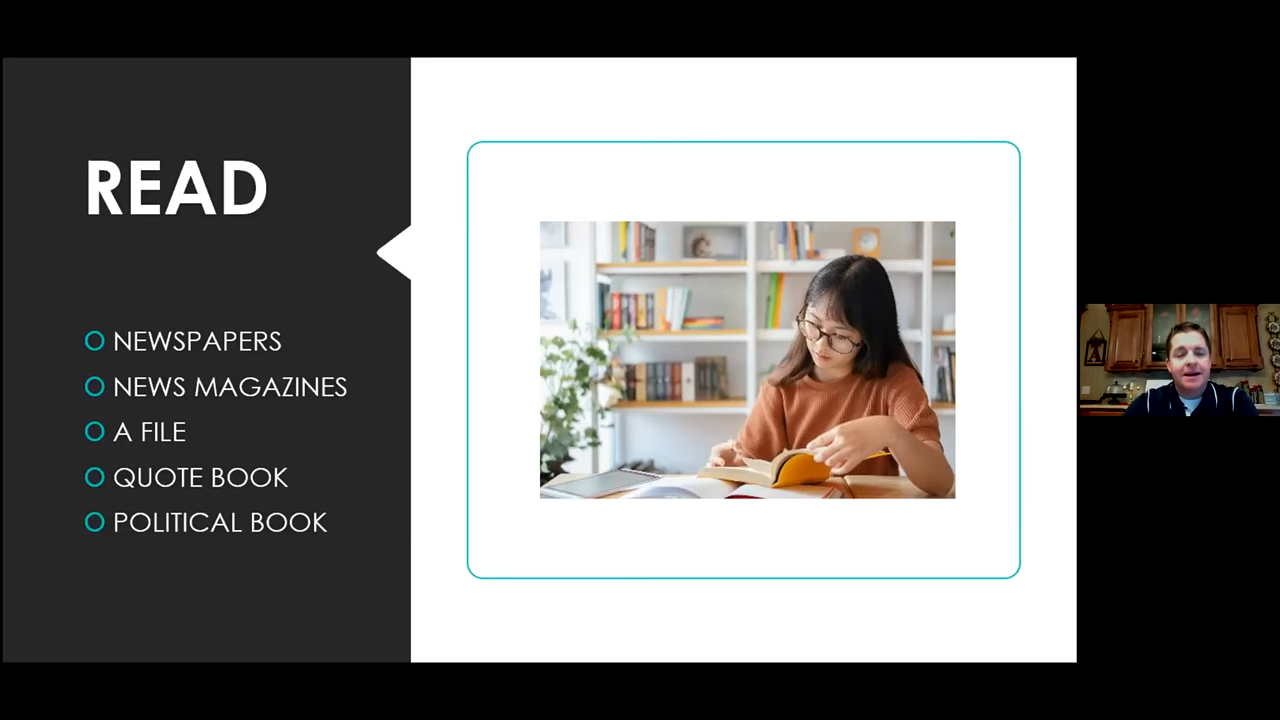 READ
NEWSPAPERS
NEWS MAGAZINES
A FILE
QUOTE BOOK
POLITICAL BOOK